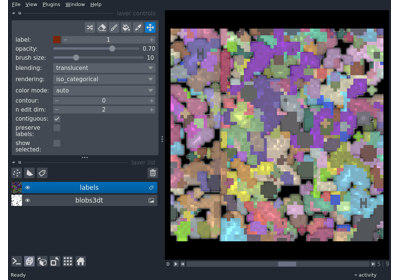 File View Plugins Window Help
layer controls
label: 1
opacity: 0.70
brush size: 10
blending: translucent
rendering: iso_categorical
color mode: auto
contour: 0
n edit dim: 2
contiguous:
preserve labels:
show selected:
layer list
labels
blobs3dt
Ready
activity